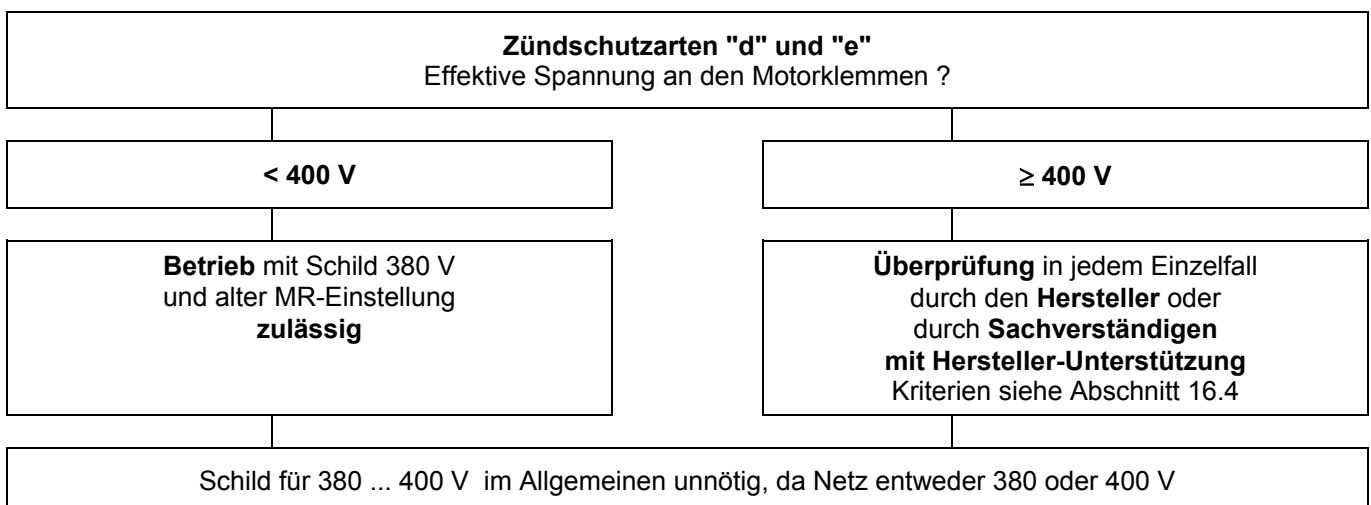 Zündschutzarten "d" und "e"
Effektive Spannung an den Motorklemmen ?
< 400 V
≥ 400 V
Betrieb mit Schild 380 V
und alter MR-Einstellung
zulässig
Überprüfung in jedem Einzelfall
durch den Hersteller oder
durch Sachverständigen
mit Hersteller-Unterstützung
Kriterien siehe Abschnitt 16.4
Schild für 380 ... 400 V im Allgemeinen unnötig, da Netz entweder 380 oder 400 V